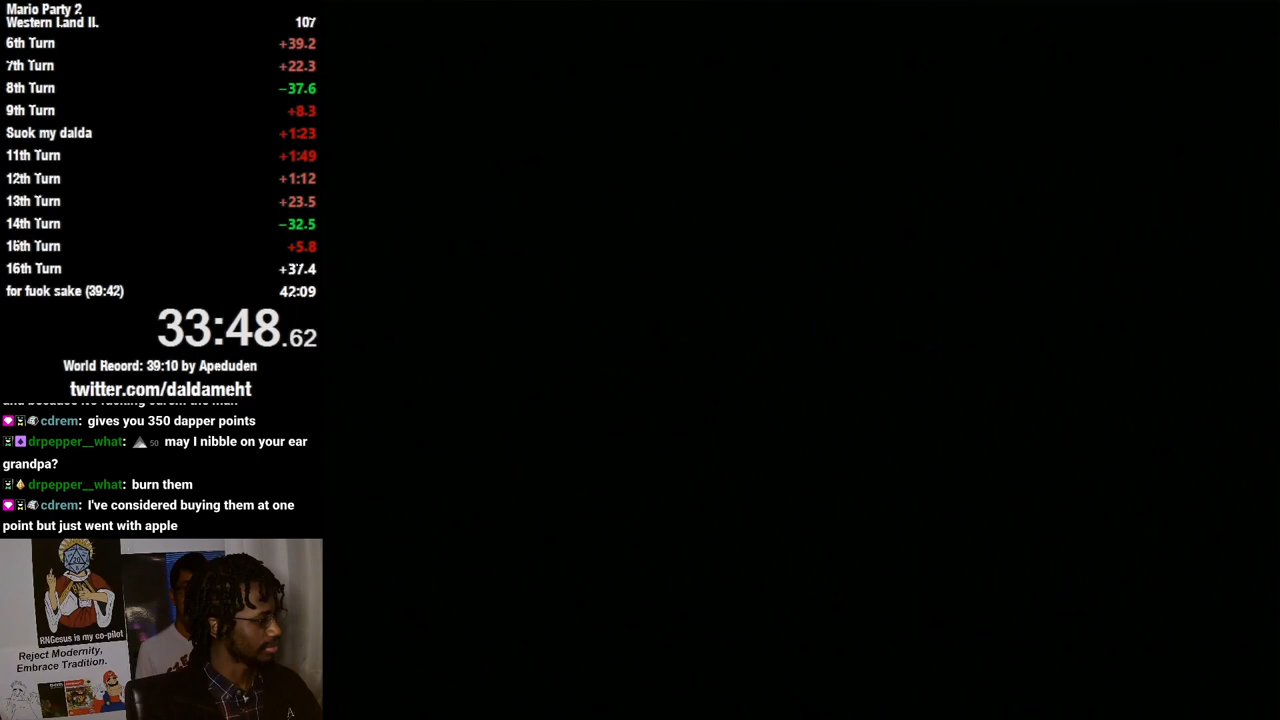 Mario Party 2
Western Land II. 107
6th Turn +39.2
7th Turn +22.3
8th Turn −37.6
9th Turn +8.3
Suok my dalda +1:23
11th Turn +1:49
12th Turn +1:12
13th Turn +23.5
14th Turn −32.5
15th Turn +5.8
16th Turn +37.4
for fuok sake (39:42) 42:09
33:48.62
World Reoord: 39:10 by Apeduden
twitter.com/daldameht
cdrem: gives you 350 dapper points
drpepper__what: 50 may I nibble on your ear
grandpa?
drpepper__what: burn them
cdrem: I've considered buying them at one
point but just went with apple
RNGesus is my co-pilot
Reject Modernity,
Embrace Tradition.